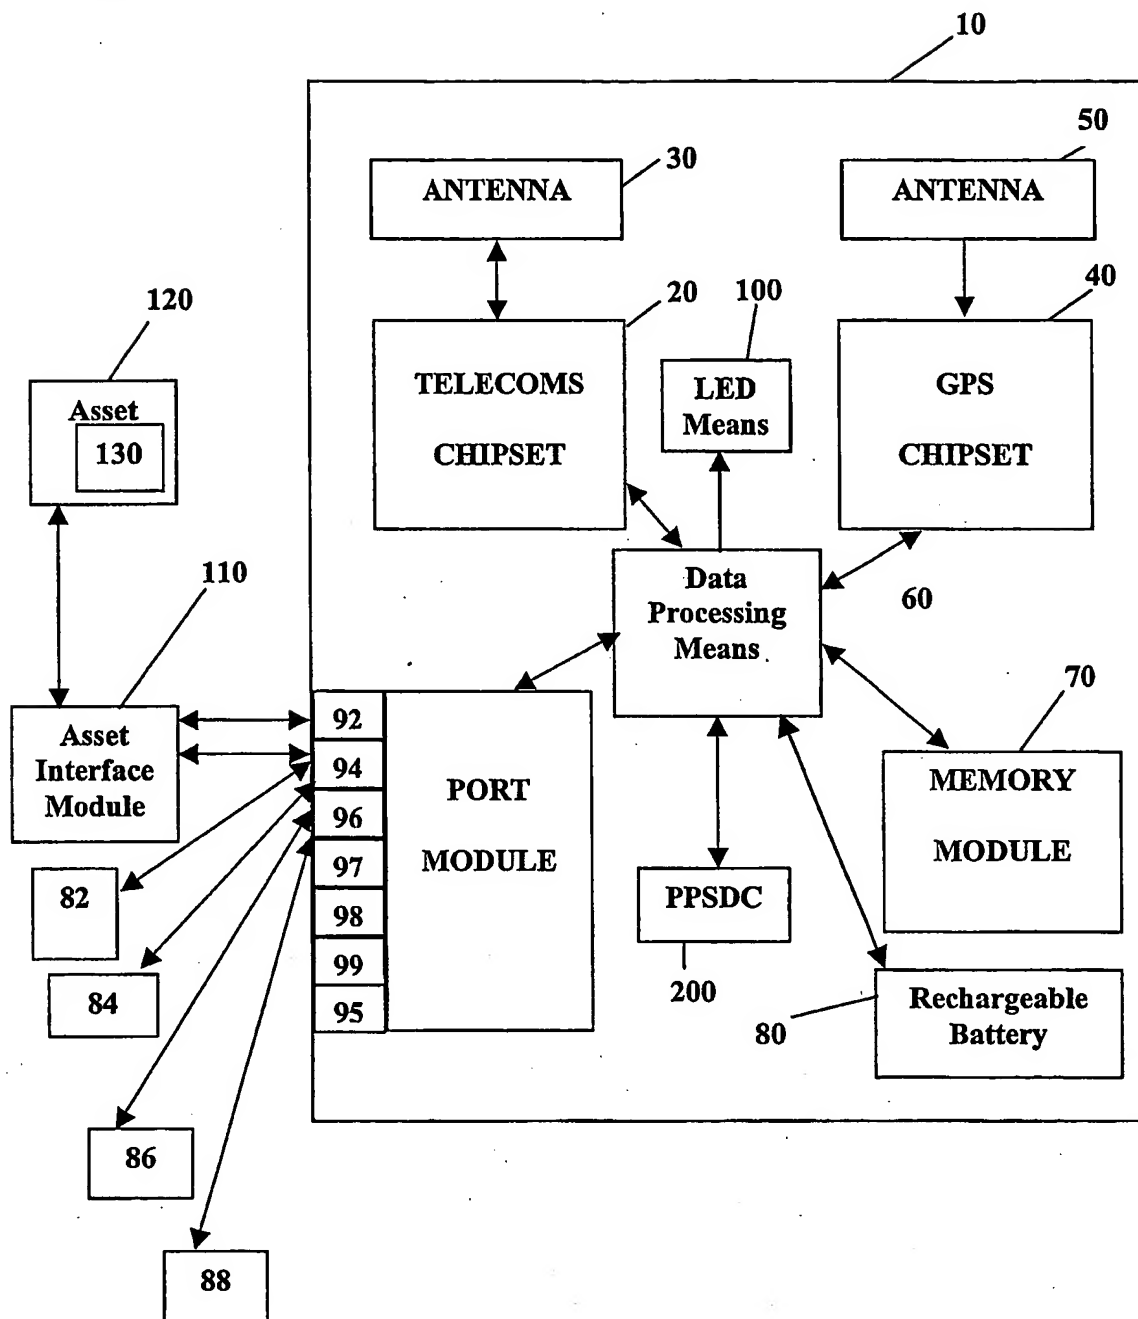 10
50
30
ANTENNA
ANTENNA
120
20
100
40
Asset
130
TELECOMS
CHIPSET
LED
Means
GPS
CHIPSET
110
Data
Processing
Means
60
70
Asset
Interface
Module
92
94
96
97
98
99
95
PORT
MODULE
MEMORY
MODULE
82
84
PPSDC
200
80
Rechargeable
Battery
86
88